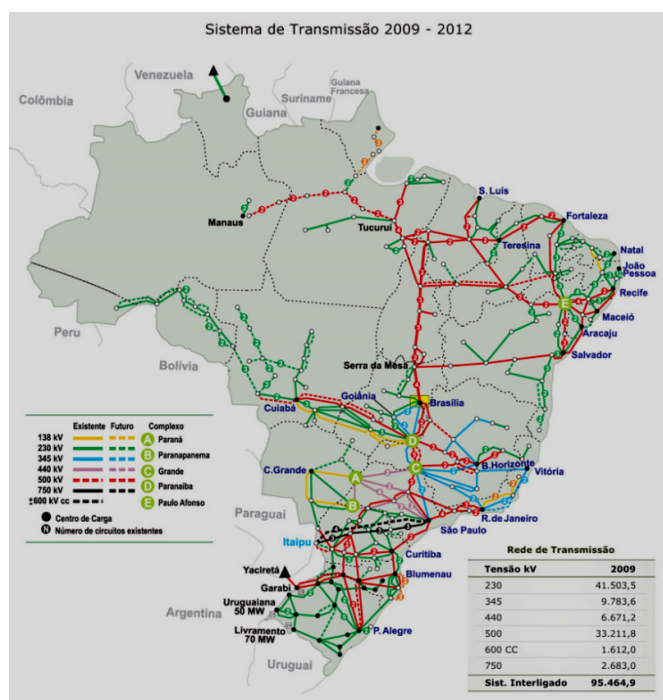 Sistema de Transmissão 2009 - 2012
Venezuela
Guiana
Francesa
Colômbia
Suriname
Guiana
S. Luís
Manaus
Tucuruí
Fortaleza
Teresina
Natal
João
Pessoa
Recife
E
Maceió
Aracaju
Peru
Salvador
Bolívia
Serra da Mesa
Goiânia
Brasília
Cuiabá
Existente Futuro Complexo
138 kV A Paraná
230 kV B Paranapanema
345 kV C Grande
440 kV D Paranaíba
500 kV E Paulo Afonso
750 kV
±600 kV cc
Centro de Carga
N Número de circuitos existentes
D
C
B.Horizonte
Vitória
C.Grande
A
B
Paraguai
R.de Janeiro
São Paulo
Itaipu
Curitiba
Yaciretá
Blumenau
Garabi
Uruguaiana
50 MW
Argentina
Livramento
70 MW
P. Alegre
Uruguai
Rede de Transmissão
Tensão kV 2009
230 41.503,5
345 9.783,6
440 6.671,2
500 33.211,8
600 CC 1.612,0
750 2.683,0
Sist. Interligado 95.464,9